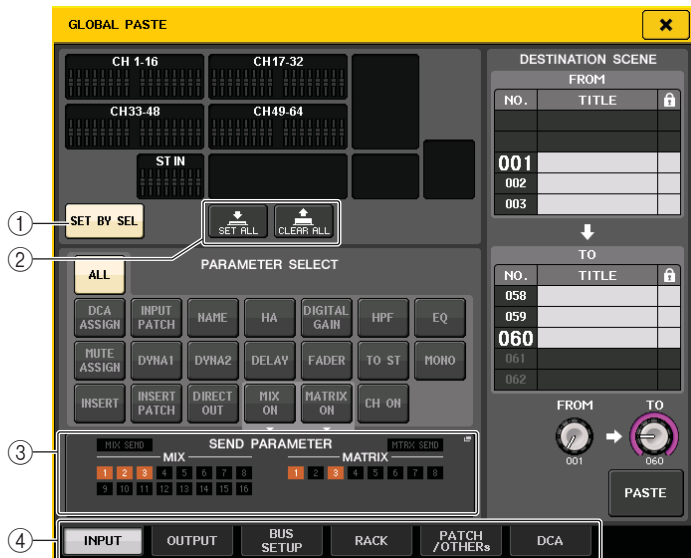 GLOBAL PASTE
CH 1-16
CH17-32
CH33-48
CH49-64
ST IN
① SET BY SEL
② SET ALL
CLEAR ALL
ALL
PARAMETER SELECT
DCA ASSIGN
INPUT PATCH
NAME
HA
DIGITAL GAIN
HPF
EQ
MUTE ASSIGN
DYNA1
DYNA2
DELAY
FADER
TO ST
MONO
INSERT
INSERT PATCH
DIRECT OUT
MIX ON
MATRIX ON
CH ON
③
MIX SEND
SEND PARAMETER
MTRX SEND
MIX
MATRIX
1 2 3 4 5 6 7 8
1 2 3 4 5 6 7 8
9 10 11 12 13 14 15 16
④
INPUT
OUTPUT
BUS SETUP
RACK
PATCH /OTHERs
DCA
DESTINATION SCENE
FROM
NO. TITLE
001
002
003
TO
NO. TITLE
058
059
060
061
062
FROM
TO
001
060
PASTE